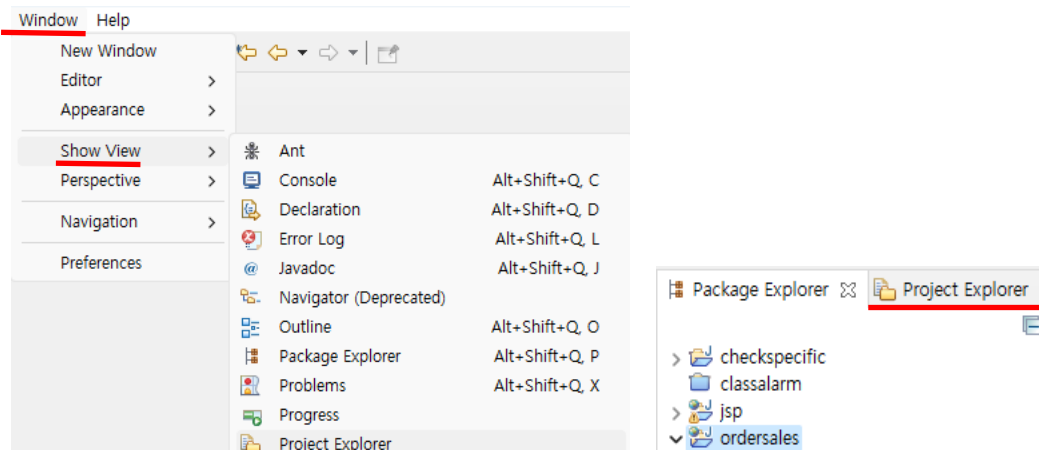 Window Help
New Window
Editor
Appearance
Show View
Perspective
Navigation
Preferences
Ant
Console Alt+Shift+Q, C
Declaration Alt+Shift+Q, D
Error Log Alt+Shift+Q, L
@ Javadoc Alt+Shift+Q, J
Navigator (Deprecated)
Outline Alt+Shift+Q, O
Package Explorer Alt+Shift+Q, P
Problems Alt+Shift+Q, X
Progress
Project Explorer
Package Explorer Project Explorer
checkspecific
classalarm
jsp
ordersales